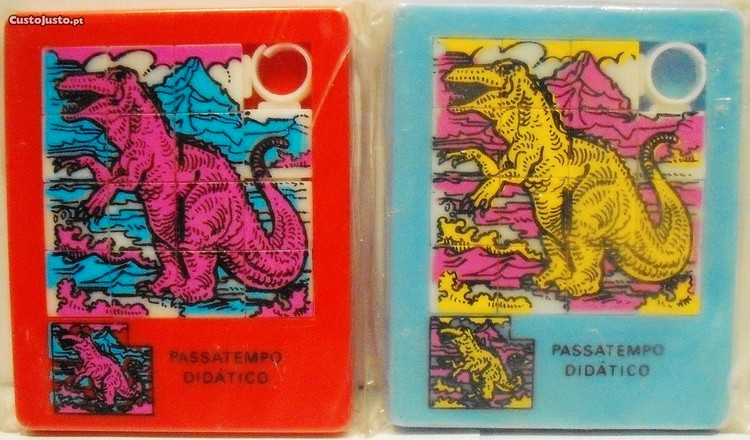 CustoJusto.pt
PASSATEMPO
DIDÁTICO
PASSATEMPO
DIDÁTICO